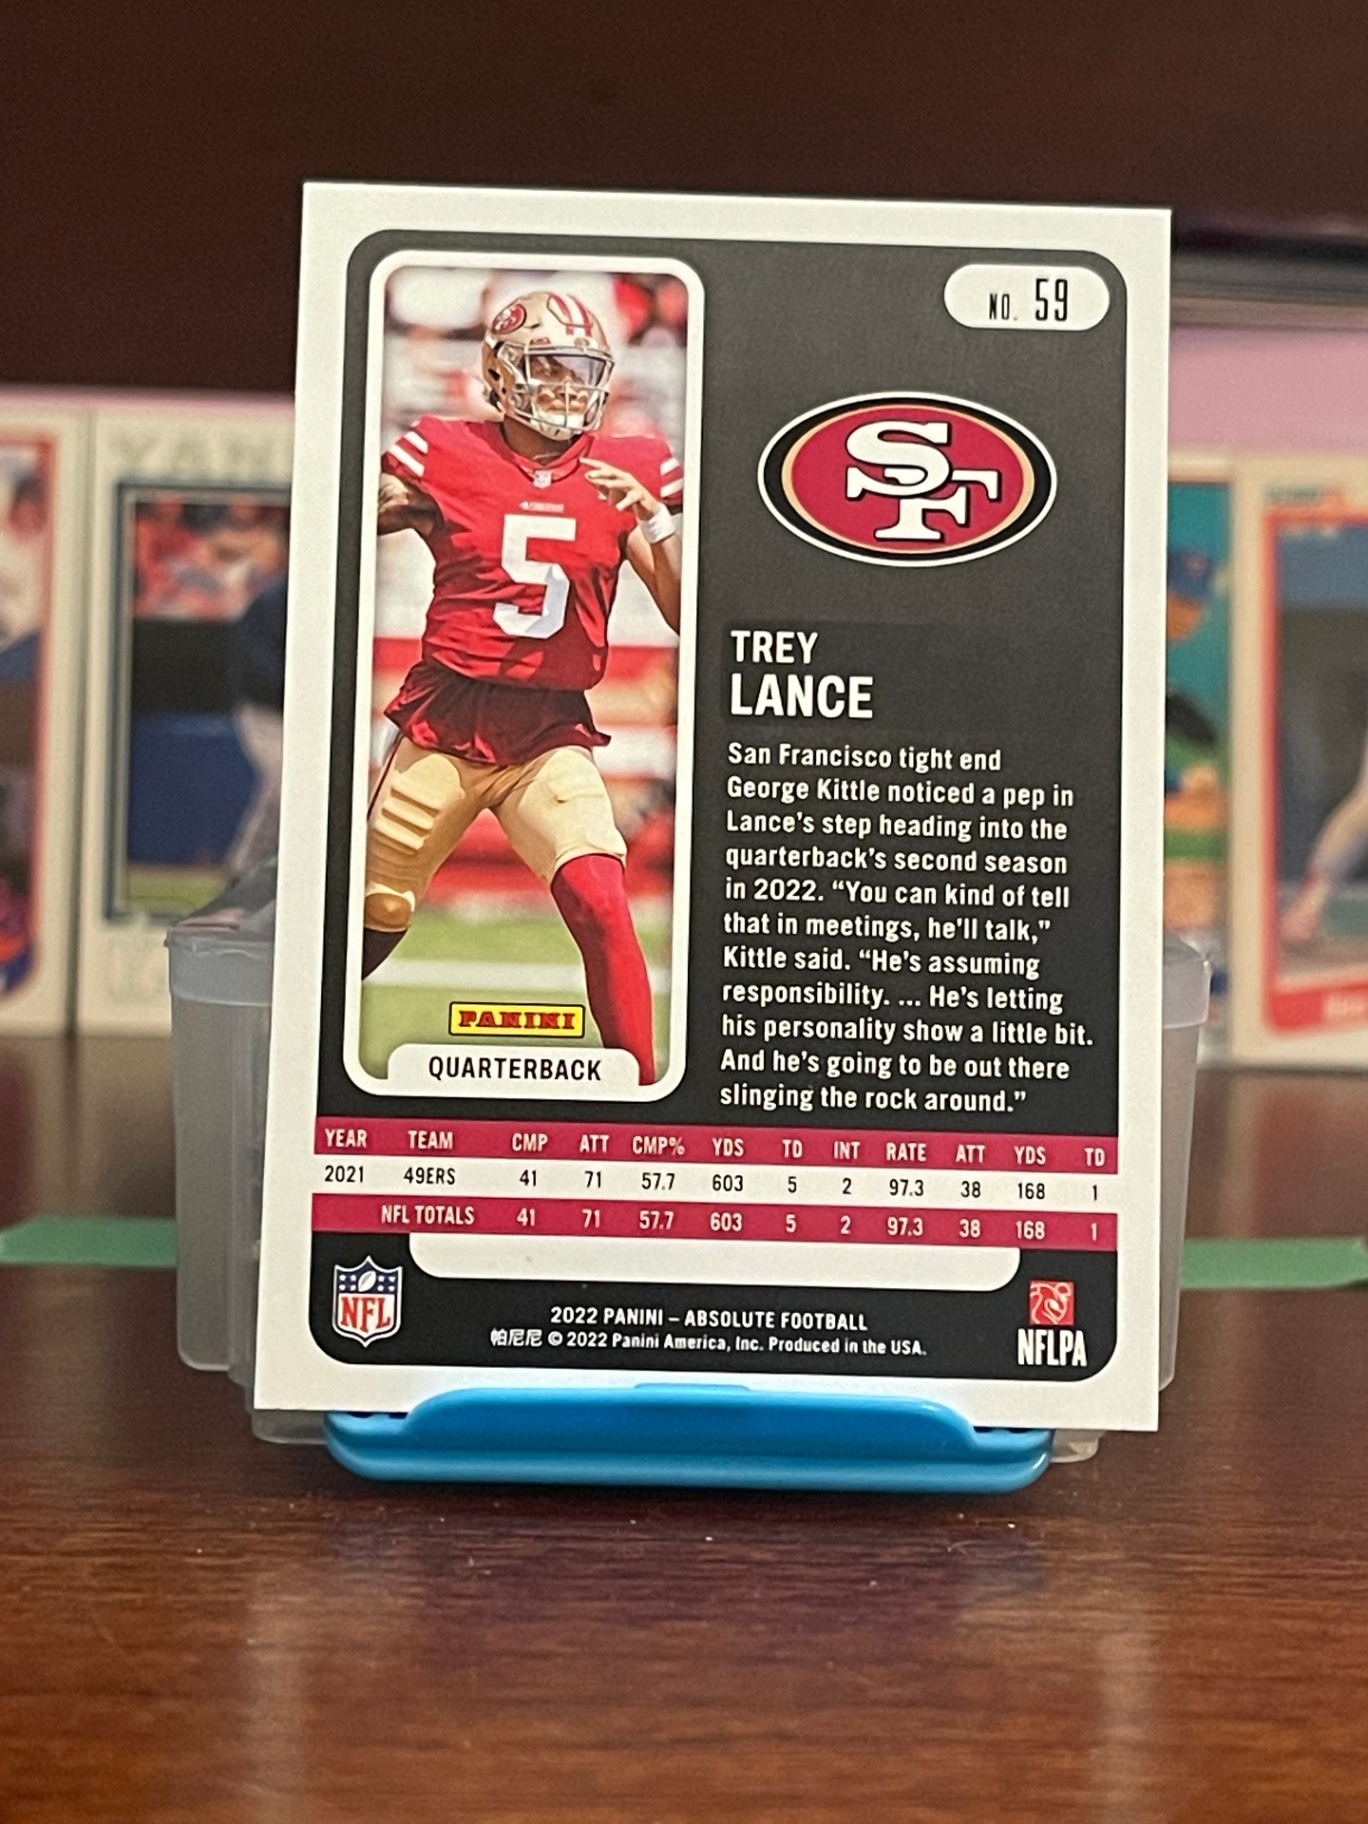 NO. 59
SF
5
TREY
LANCE
San Francisco tight end
George Kittle noticed a pep in
Lance's step heading into the
quarterback's second season
in 2022. “You can kind of tell
that in meetings, he'll talk,”
Kittle said. “He's assuming
responsibility. ... He's letting
his personality show a little bit.
And he's going to be out there
slinging the rock around.”
PANINI
QUARTERBACK
YEAR TEAM CMP ATT CMP% YDS TD INT RATE ATT YDS TD
2021 49ERS 41 71 57.7 603 5 2 97.3 38 168 1
NFL TOTALS 41 71 57.7 603 5 2 97.3 38 168 1
NFL
2022 PANINI – ABSOLUTE FOOTBALL
帕尼尼 © 2022 Panini America, Inc. Produced in the USA.
NFLPA